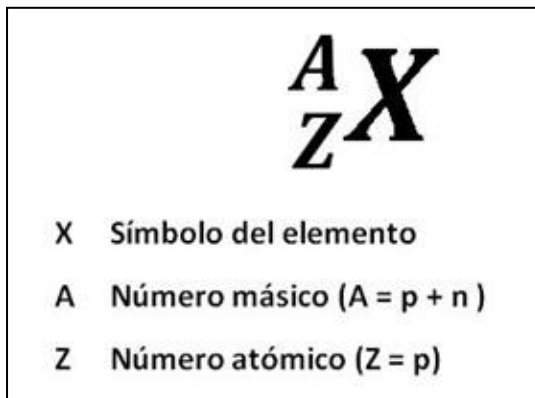 A
Z X
X Símbolo del elemento
A Número másico (A = p + n )
Z Número atómico (Z = p)